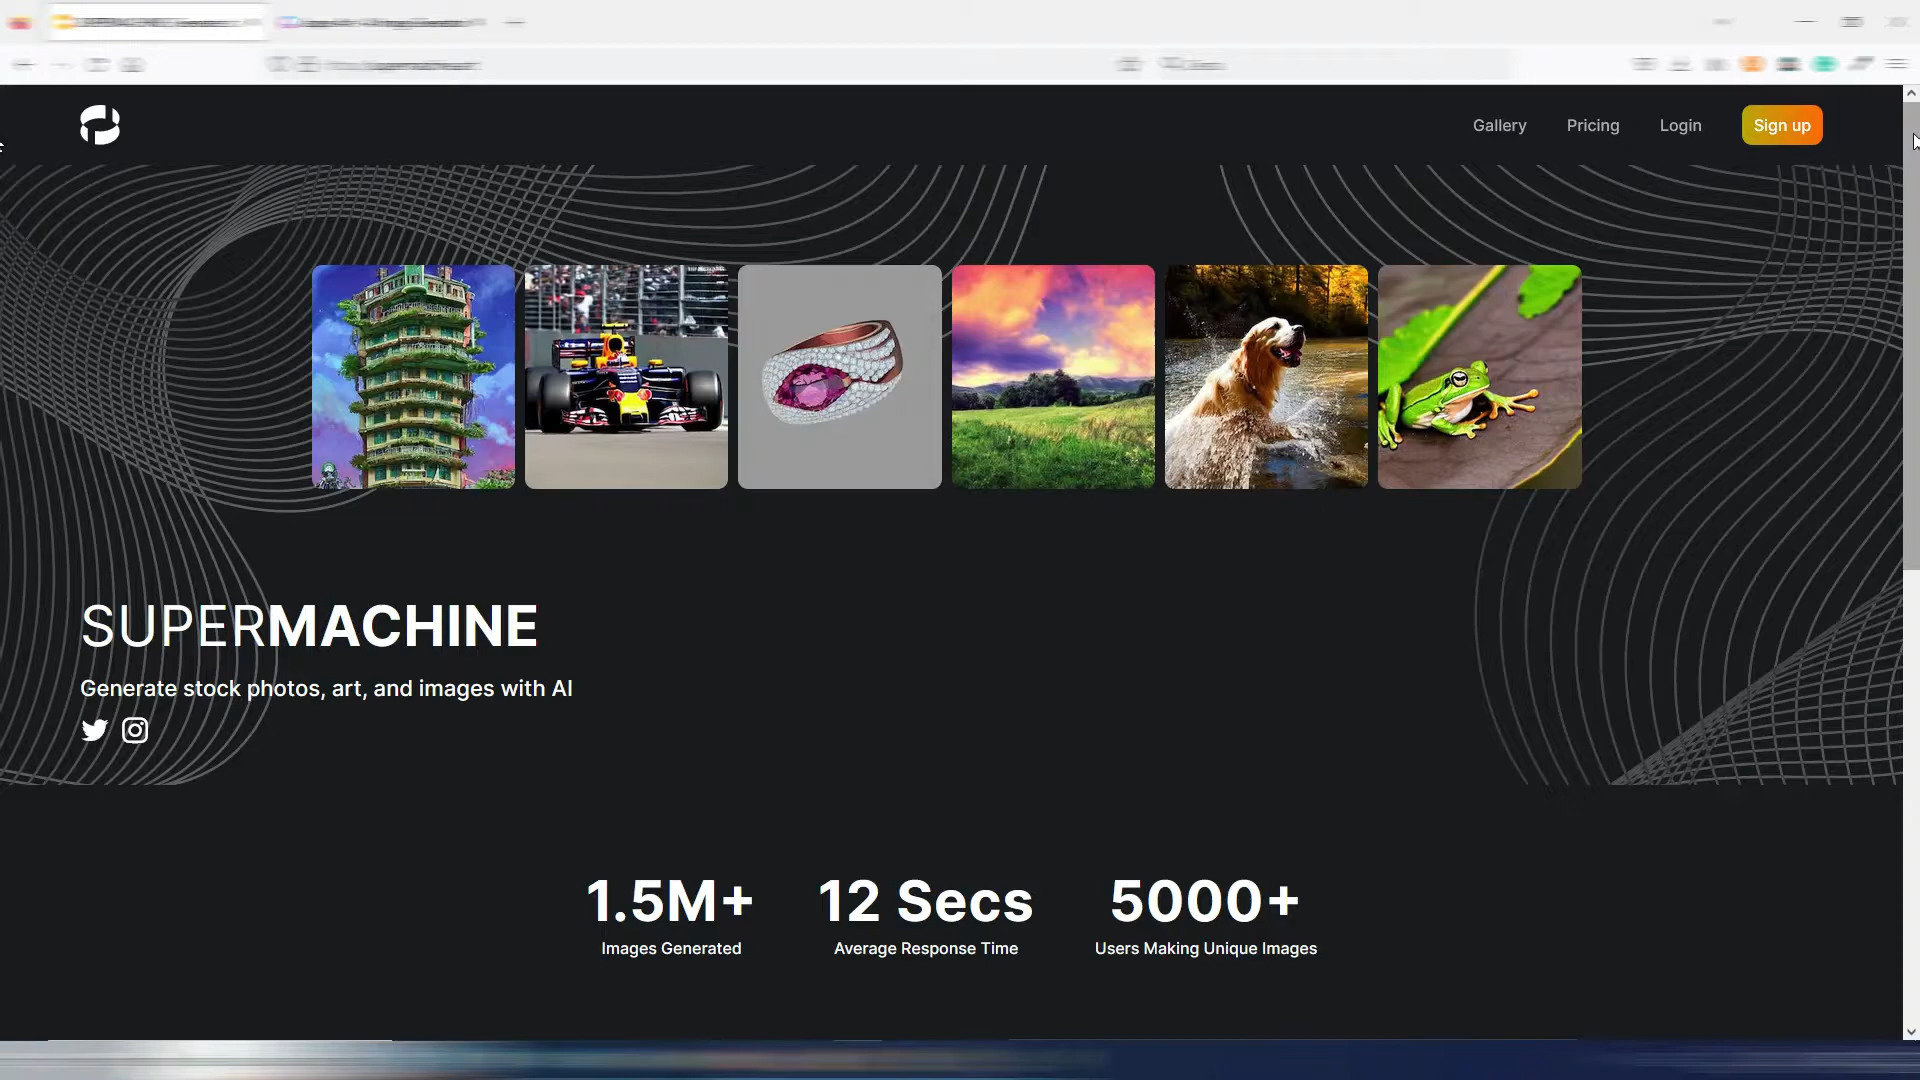 Gallery
Pricing
Login
Sign up
SUPERMACHINE
Generate stock photos, art, and images with AI
1.5M+
12 Secs
5000+
Images Generated
Average Response Time
Users Making Unique Images